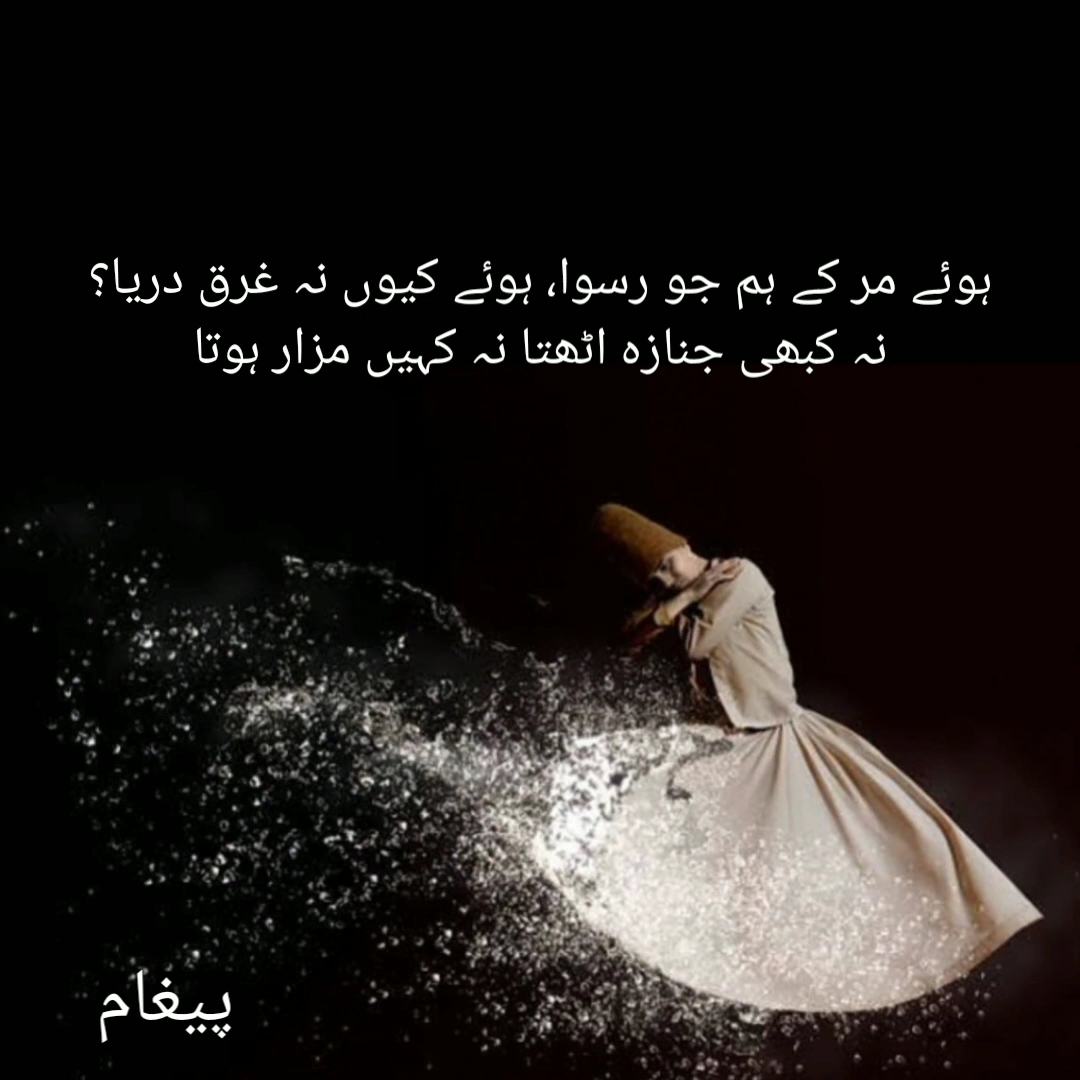 ہوئے مر کے ہم جو رسوا، ہوئے کیوں نہ غرق دریا؟
نہ کبھی جنازہ اٹھتا نہ کہیں مزار ہوتا
پیغام